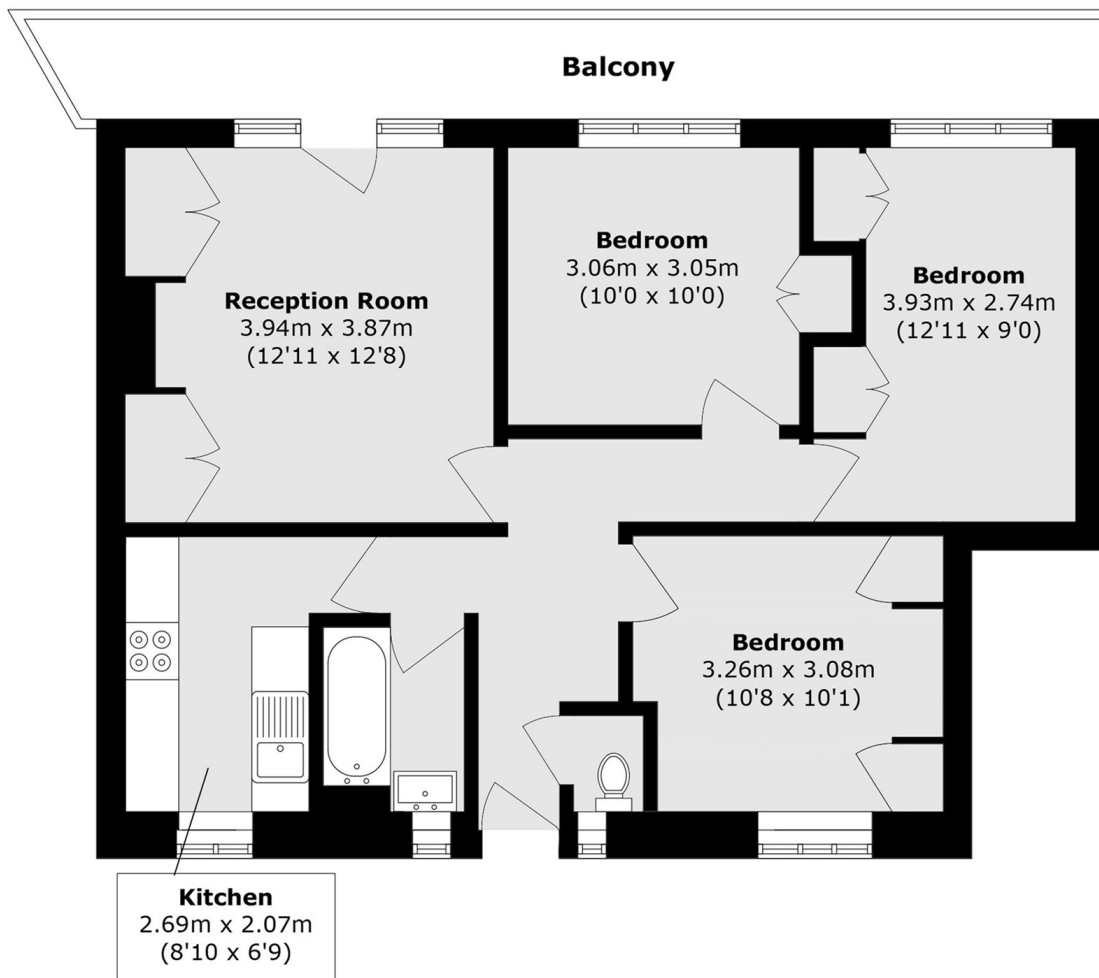 Balcony
Reception Room
3.94m x 3.87m
(12'11 x 12'8)
Bedroom
3.06m x 3.05m
(10'0 x 10'0)
Bedroom
3.93m x 2.74m
(12'11 x 9'0)
Bedroom
3.26m x 3.08m
(10'8 x 10'1)
Kitchen
2.69m x 2.07m
(8'10 x 6'9)